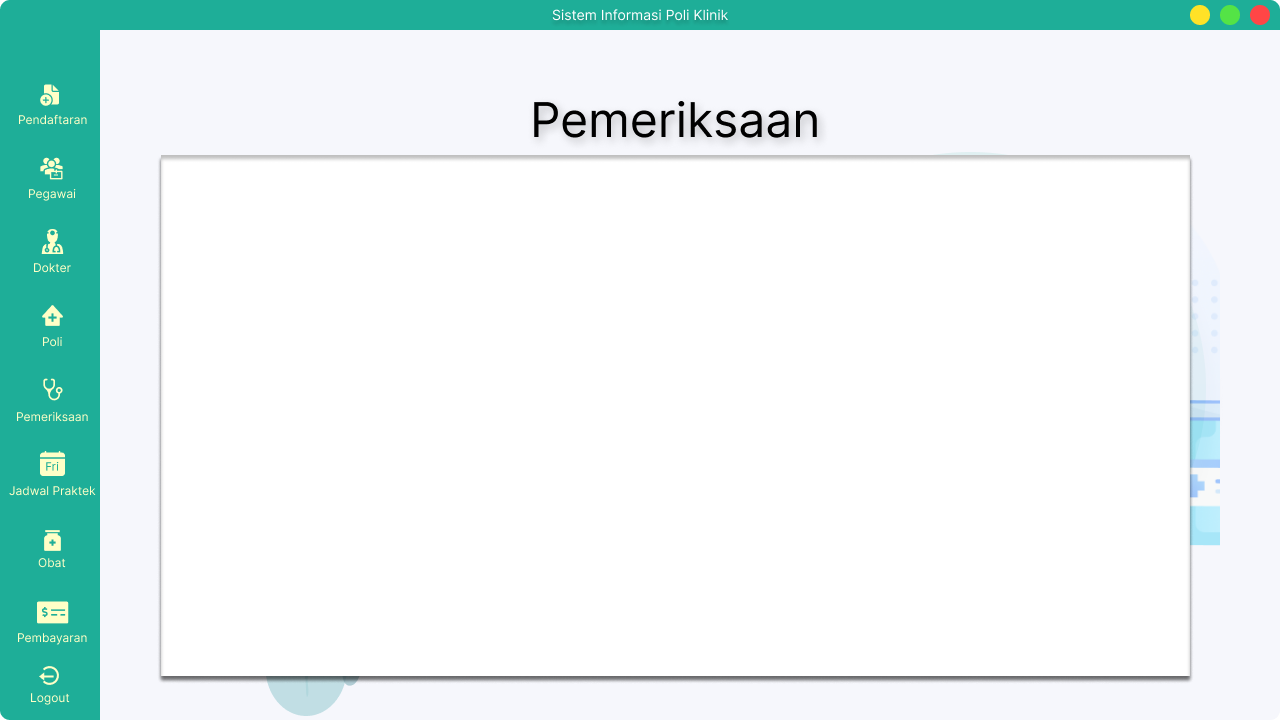 Sistem Informasi Poli Klinik
Pendaftaran
Pegawai
Dokter
Poli
Pemeriksaan
Fri
Jadwal Praktek
Obat
$
Pembayaran
Logout
Pemeriksaan